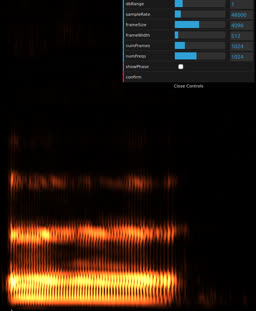 dbRange 1
sampleRate 48000
frameSize 4096
frameWidth 512
numFrames 1024
numFreqs 1024
showPhase
confirm
Close Controls